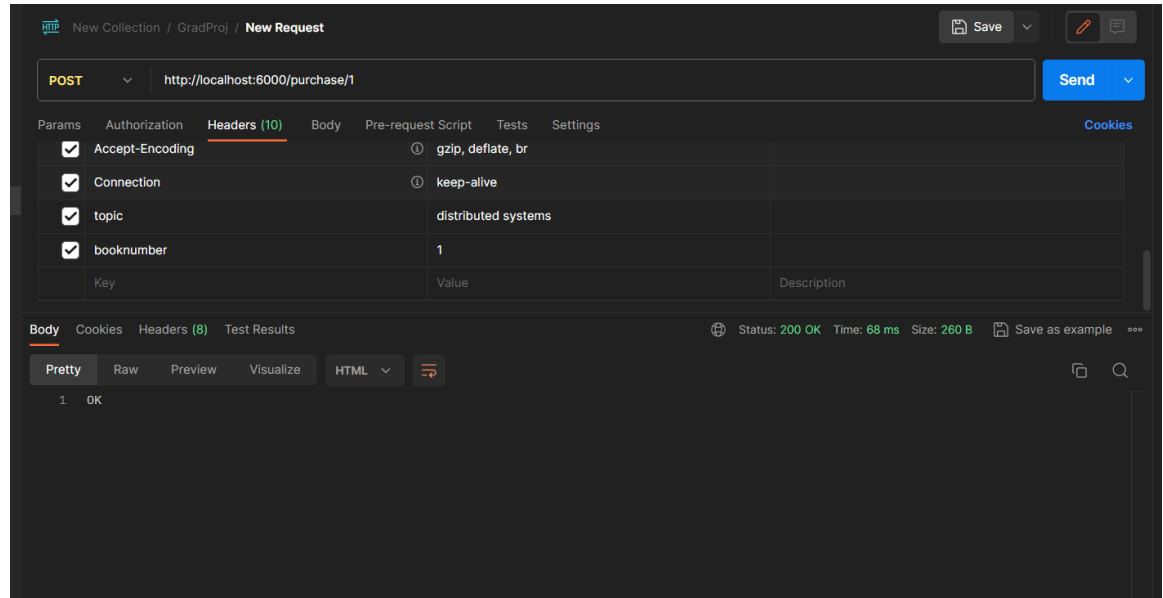 HTTP New Collection / GradProj / New Request Save
POST http://localhost:6000/purchase/1 Send
Params Authorization Headers (10) Body Pre-request Script Tests Settings Cookies
Accept-Encoding gzip, deflate, br
Connection keep-alive
topic distributed systems
booknumber 1
Key Value Description
Body Cookies Headers (8) Test Results Status: 200 OK Time: 68 ms Size: 260 B Save as example
Pretty Raw Preview Visualize HTML
1 OK